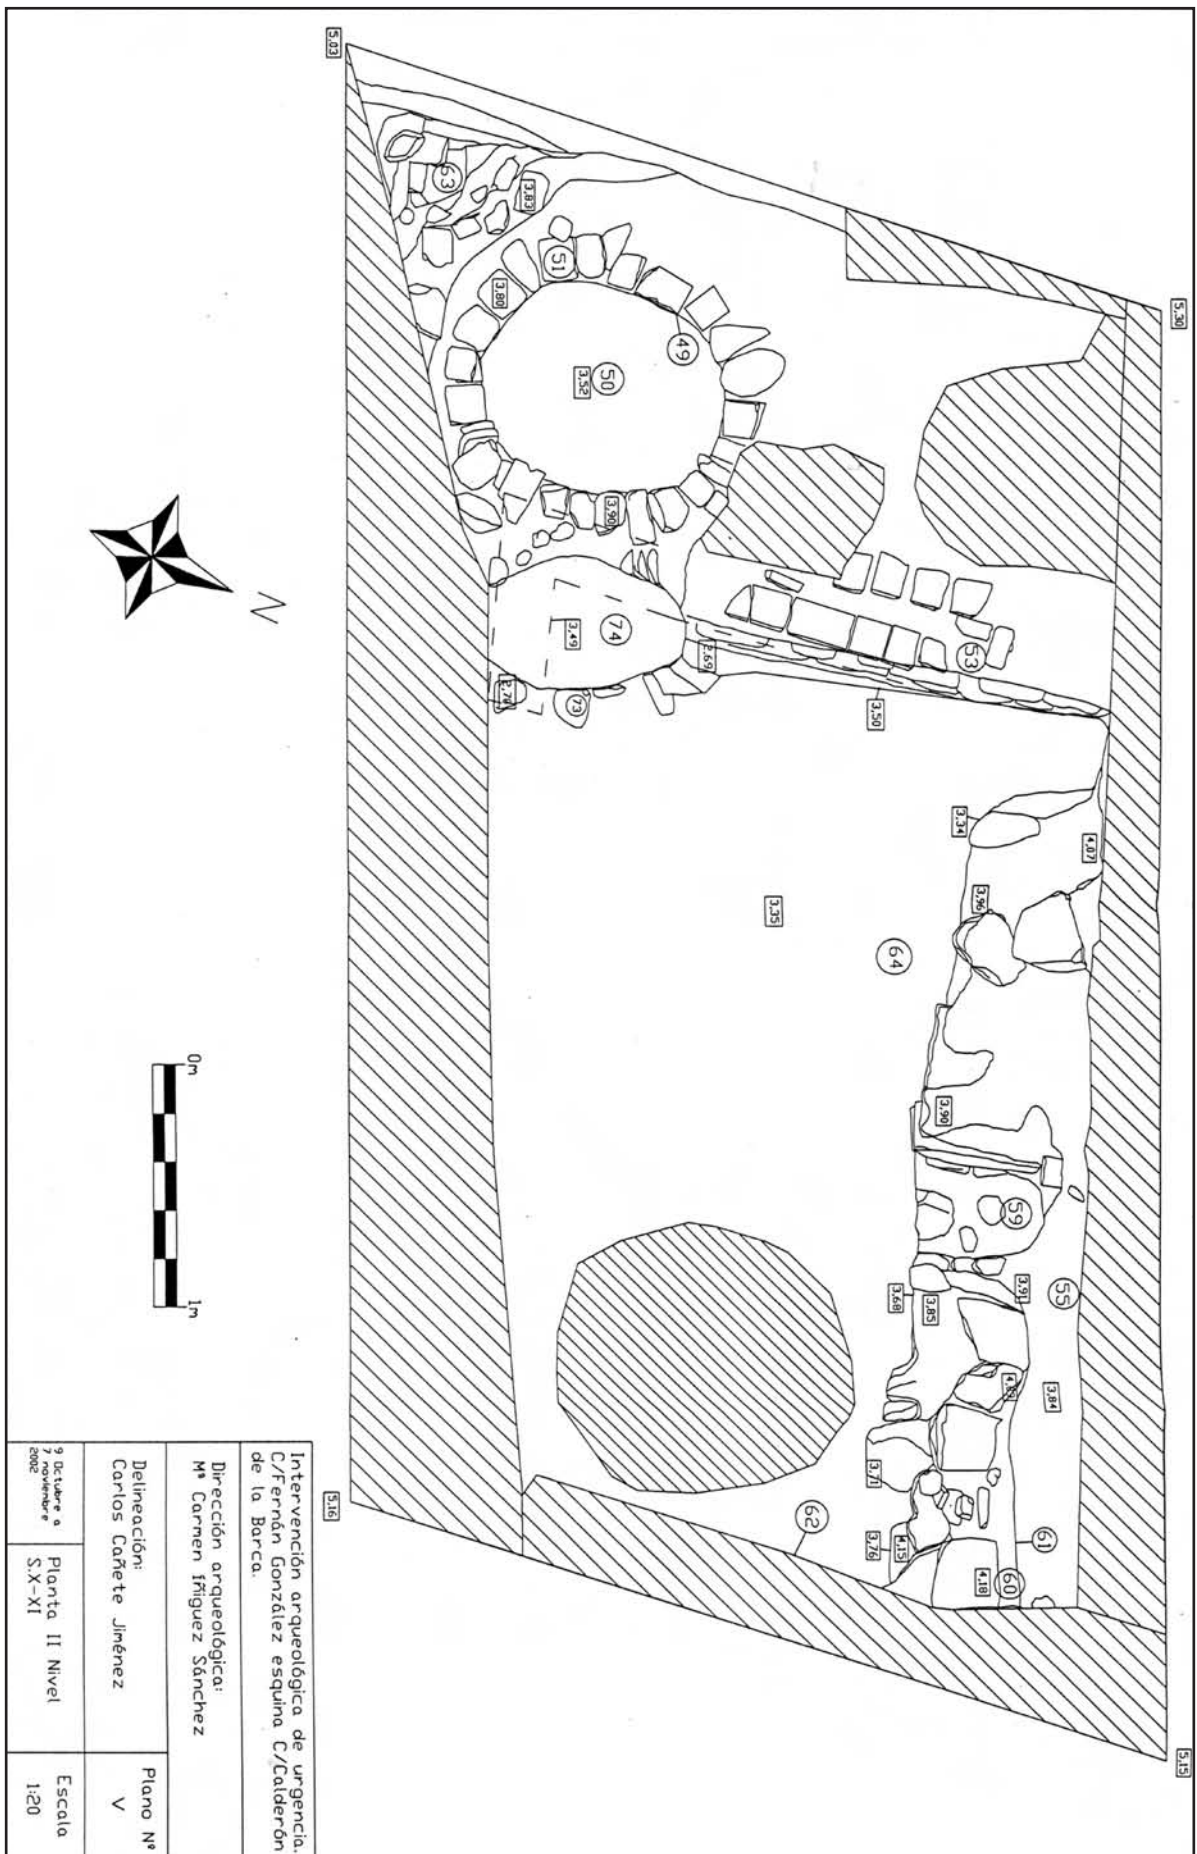 5,03
5,30
63
3,83
51
3,80
49
50
3,52
3,90
74
3,49
73
2,69
53
3,50
3,34
4,07
3,96
3,35
64
3,90
59
55
3,68
3,85
3,91
3,84
3,71
62
3,76
4,15
4,18
60
61
5,16
5,15
N
0m
1m
Intervención arqueológica de urgencia.
C/Fernán González esquina C/Calderón
de la Barca.
Dirección arqueológica:
Mª Carmen Iñiguez Sánchez
Delineación:
Carlos Cañete Jiménez
Plano Nº
V
9 Octubre a
7 noviembre
2002
Planta II Nivel
S.X-XI
Escala
1:20